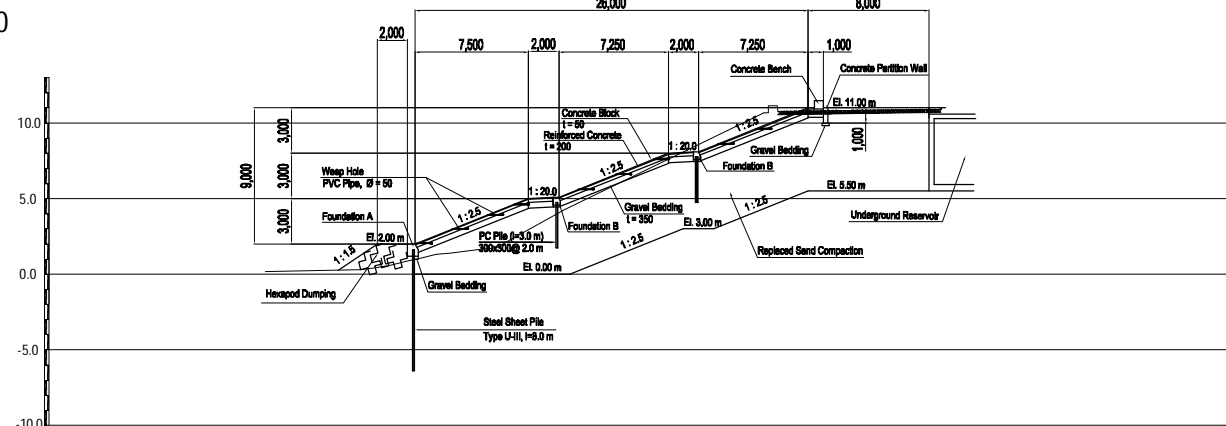 26,000
8,000
0
2,000
7,500
2,000
7,250
2,000
7,250
1,000
Concrete Bench
Concrete Partition Wall
El. 11.00 m
10.0
3,000
Concrete Block
t = 50
1 : 2.5
1,000
Reinforced Concrete
t = 200
1 : 20.0
Gravel Bedding
9,000
3,000
Weep Hole
PVC Pipe, Ø = 50
1 : 2.5
Foundation B
1 : 20.0
El. 5.50 m
5.0
Gravel Bedding
t = 350
1 : 2.5
Underground Reservoir
3,000
Foundation A
1 : 2.5
Foundation B
El. 3.00 m
El. 2.00 m
PC Pile (l=3.0 m)
300x300@ 2.0 m
1 : 2.5
Replaced Sand Compaction
1 : 1.5
0.0
El. 0.00 m
Hexapod Dumping
Gravel Bedding
Steel Sheet Pile
Type U-III, l=8.0 m
-5.0
-10.0